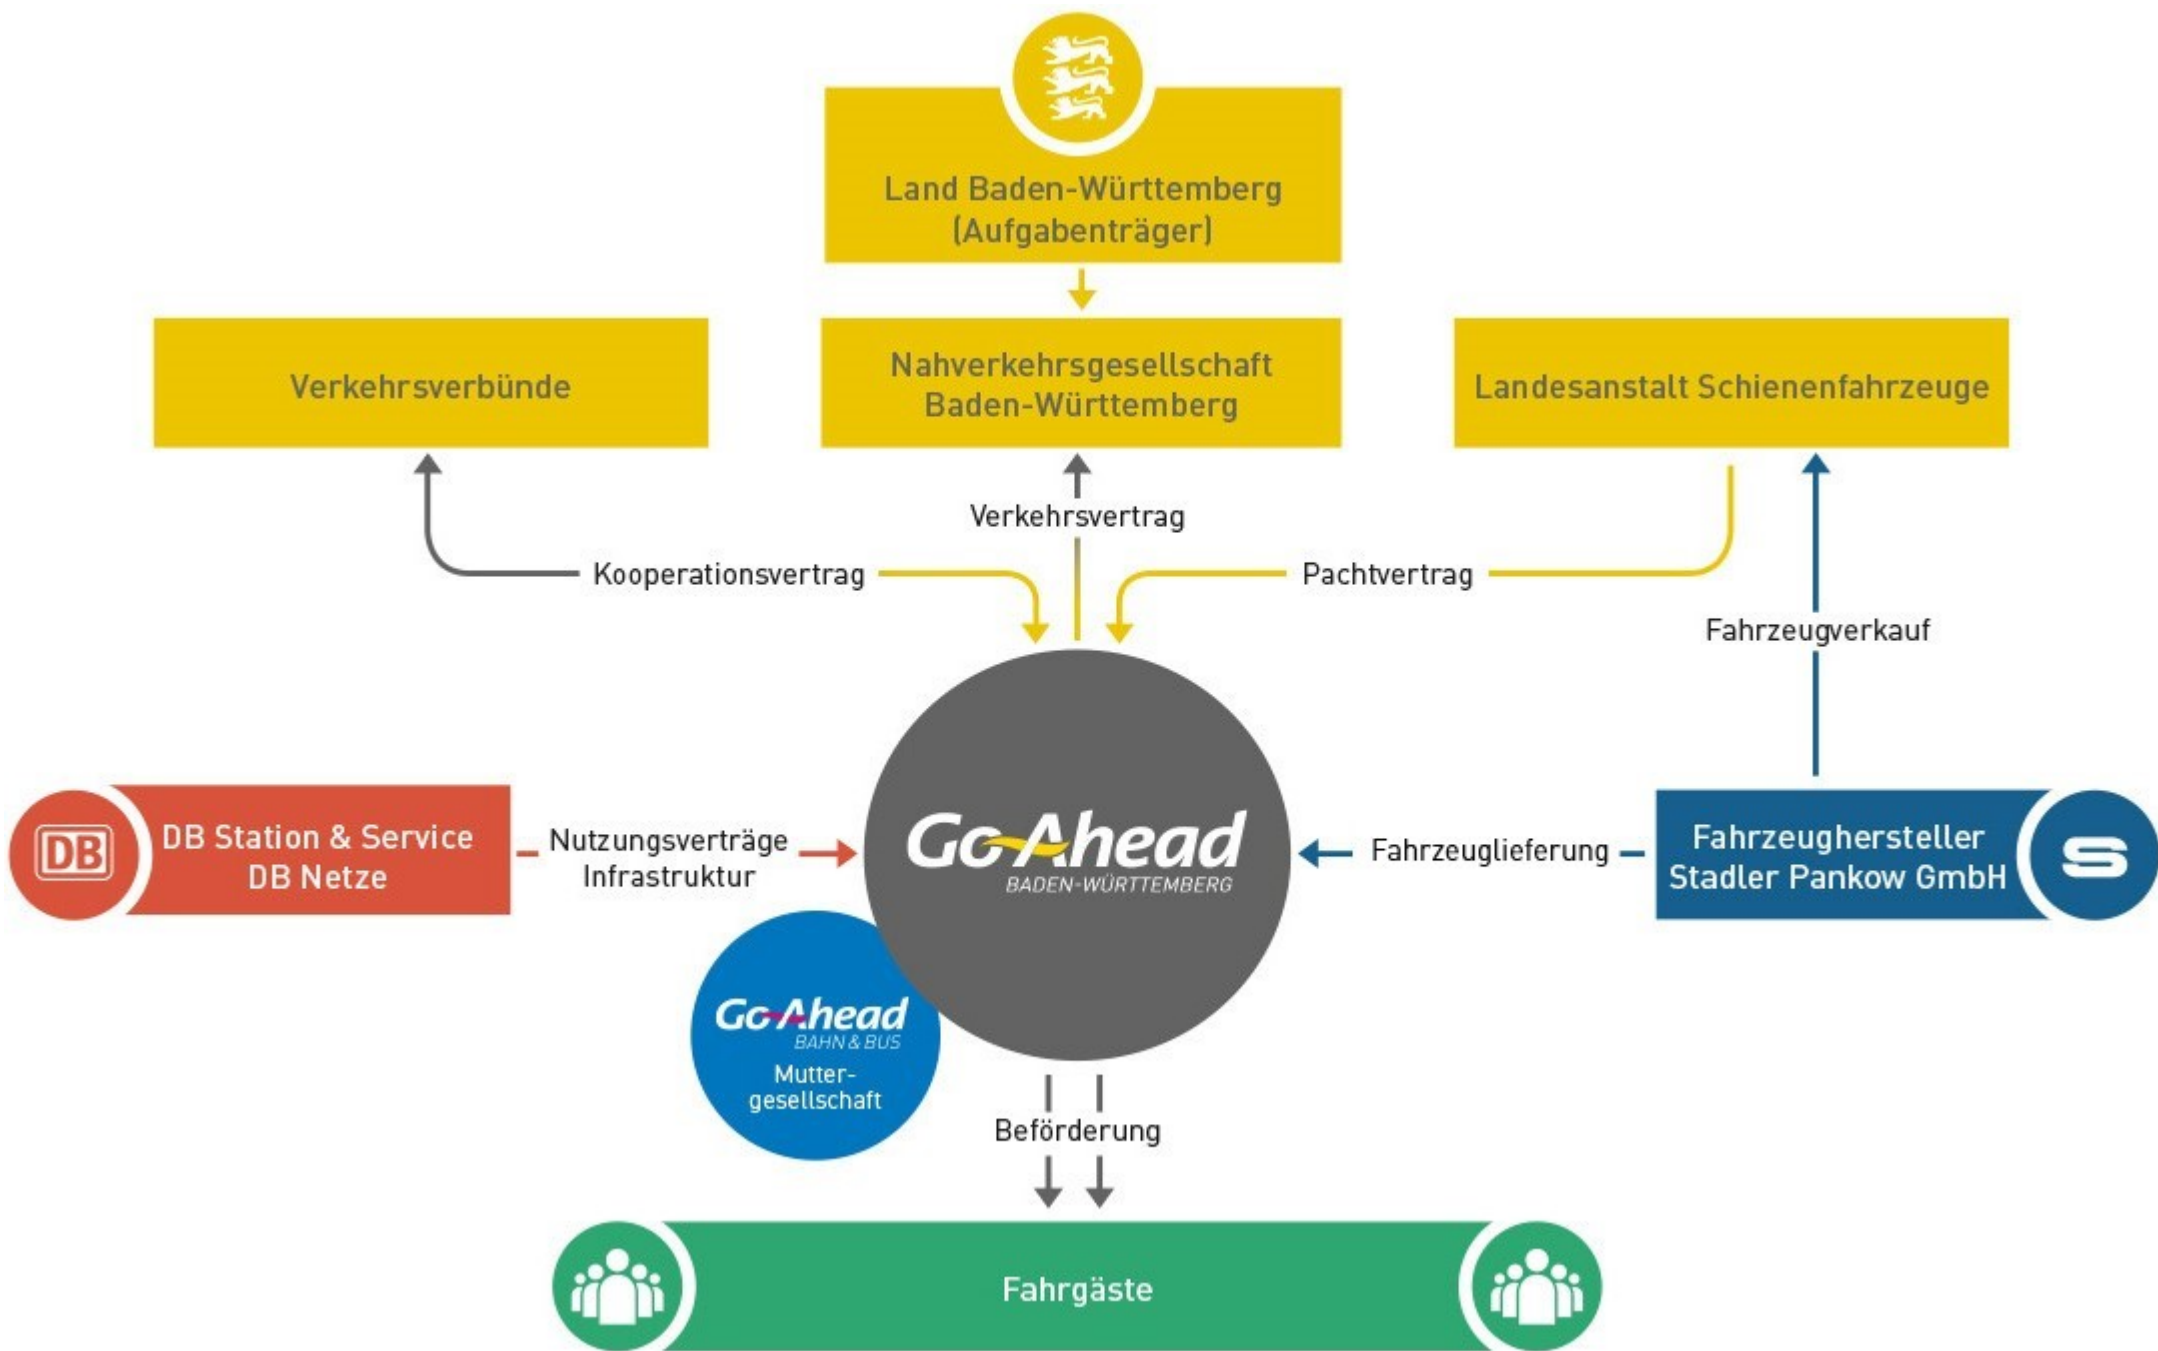 Land Baden-Württemberg
(Aufgabenträger)
Verkehrsverbünde
Nahverkehrsgesellschaft
Baden-Württemberg
Landesanstalt Schienenfahrzeuge
Verkehrsvertrag
Kooperationsvertrag
Pachtvertrag
Fahrzeugverkauf
DB
DB Station & Service
DB Netze
Nutzungsverträge
Infrastruktur
Go-Ahead
BADEN-WÜRTTEMBERG
Fahrzeuglieferung
Fahrzeughersteller
Stadler Pankow GmbH
S
Go-Ahead
BAHN & BUS
Mutter-
gesellschaft
Beförderung
Fahrgäste